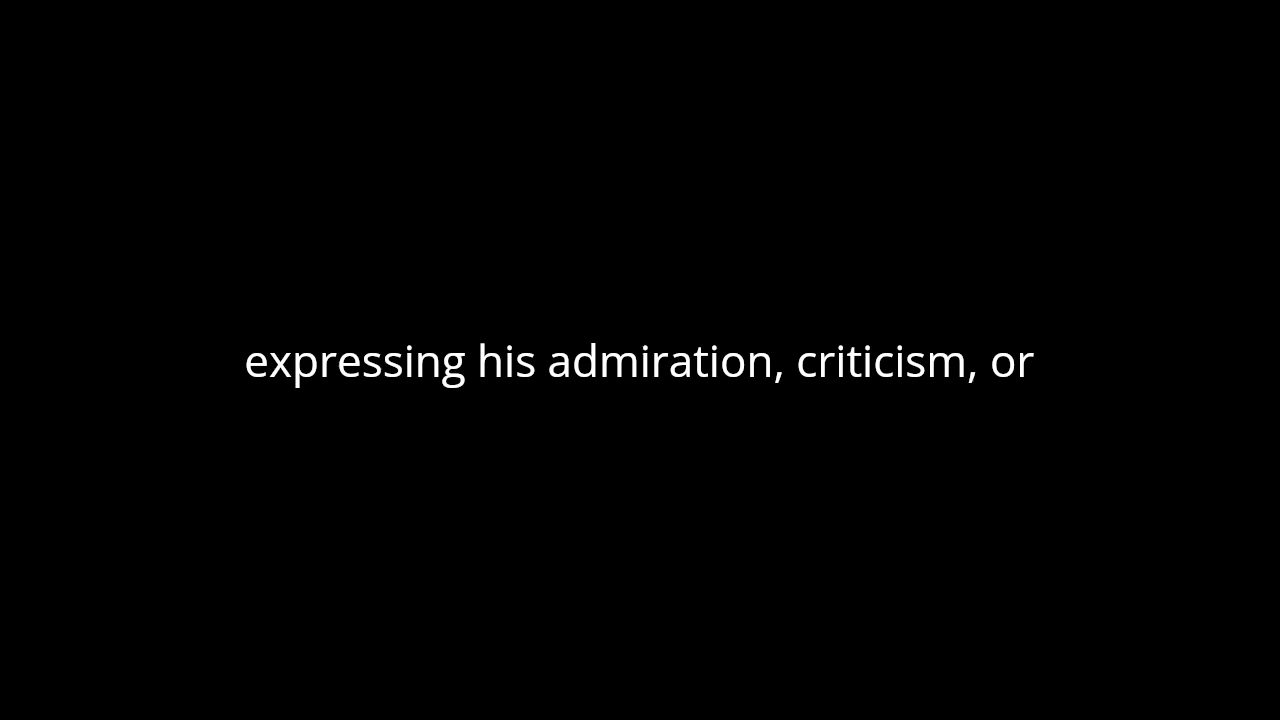 expressing his admiration, criticism, or